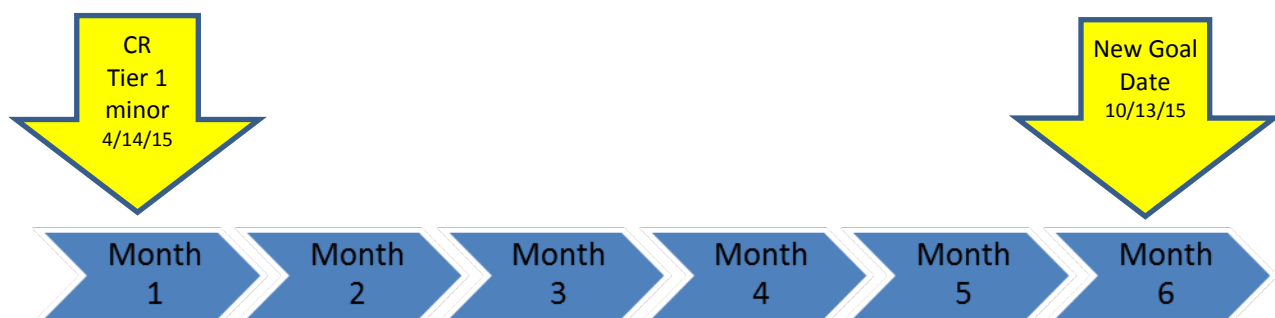 CR
Tier 1
minor
4/14/15
New Goal
Date
10/13/15
Month
1
Month
2
Month
3
Month
4
Month
5
Month
6